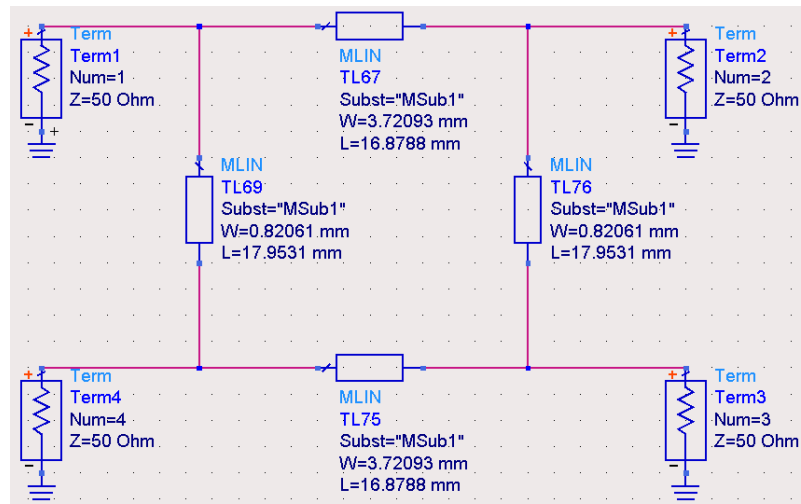 Term
Term1
Num=1
Z=50 Ohm
MLIN
TL67
Subst="MSub1"
W=3.72093 mm
L=16.8788 mm
Term
Term2
Num=2
Z=50 Ohm
MLIN
TL69
Subst="MSub1"
W=0.82061 mm
L=17.9531 mm
MLIN
TL76
Subst="MSub1"
W=0.82061 mm
L=17.9531 mm
Term
Term4
Num=4
Z=50 Ohm
MLIN
TL75
Subst="MSub1"
W=3.72093 mm
L=16.8788 mm
Term
Term3
Num=3
Z=50 Ohm